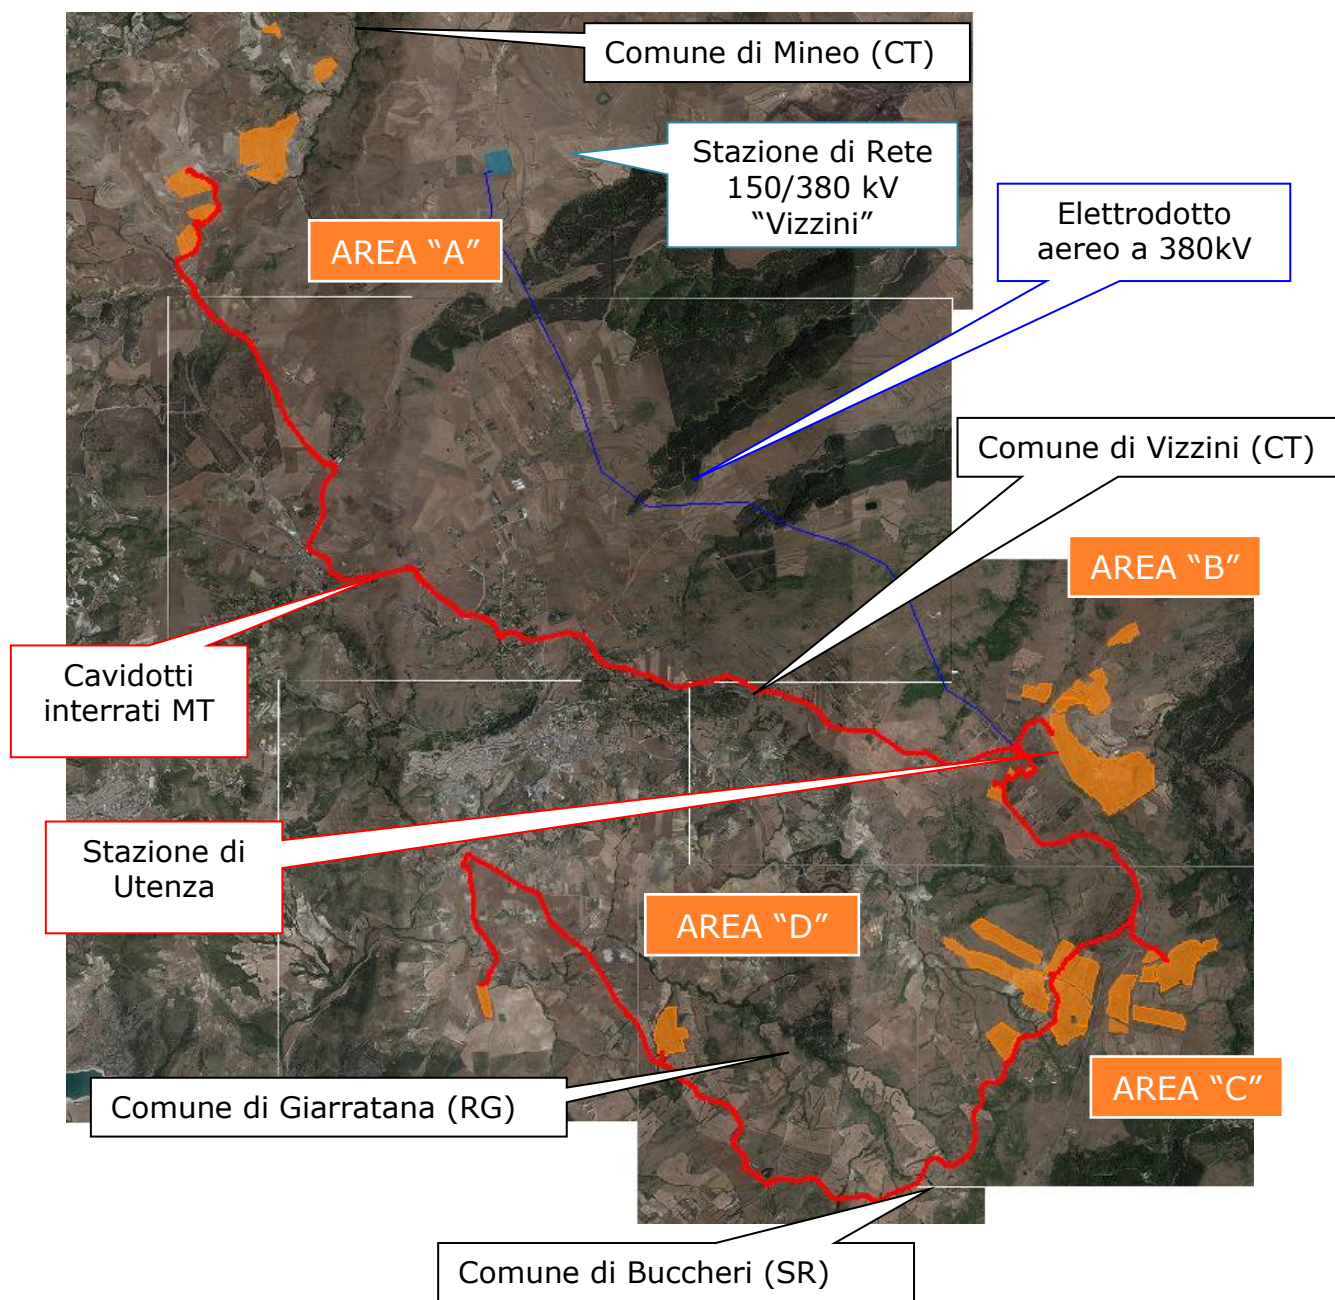 Comune di Mineo (CT)
Stazione di Rete
150/380 kV
“Vizzini”
Elettrodotto
aereo a 380kV
AREA “A”
Comune di Vizzini (CT)
AREA “B”
Cavidotti
interrati MT
Stazione di
Utenza
AREA “D”
AREA “C”
Comune di Giarratana (RG)
Comune di Buccheri (SR)